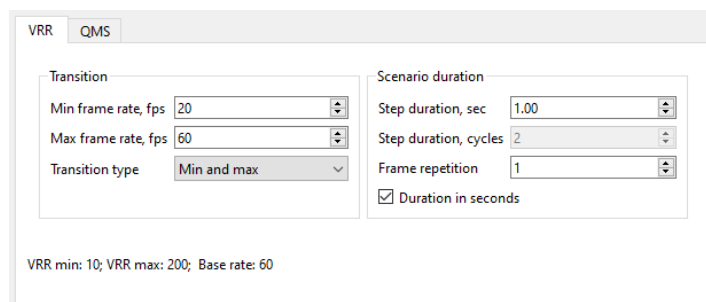 VRR QMS
Transition
Min frame rate, fps 20
Max frame rate, fps 60
Transition type Min and max
Scenario duration
Step duration, sec 1.00
Step duration, cycles 2
Frame repetition 1
Duration in seconds
VRR min: 10; VRR max: 200; Base rate: 60